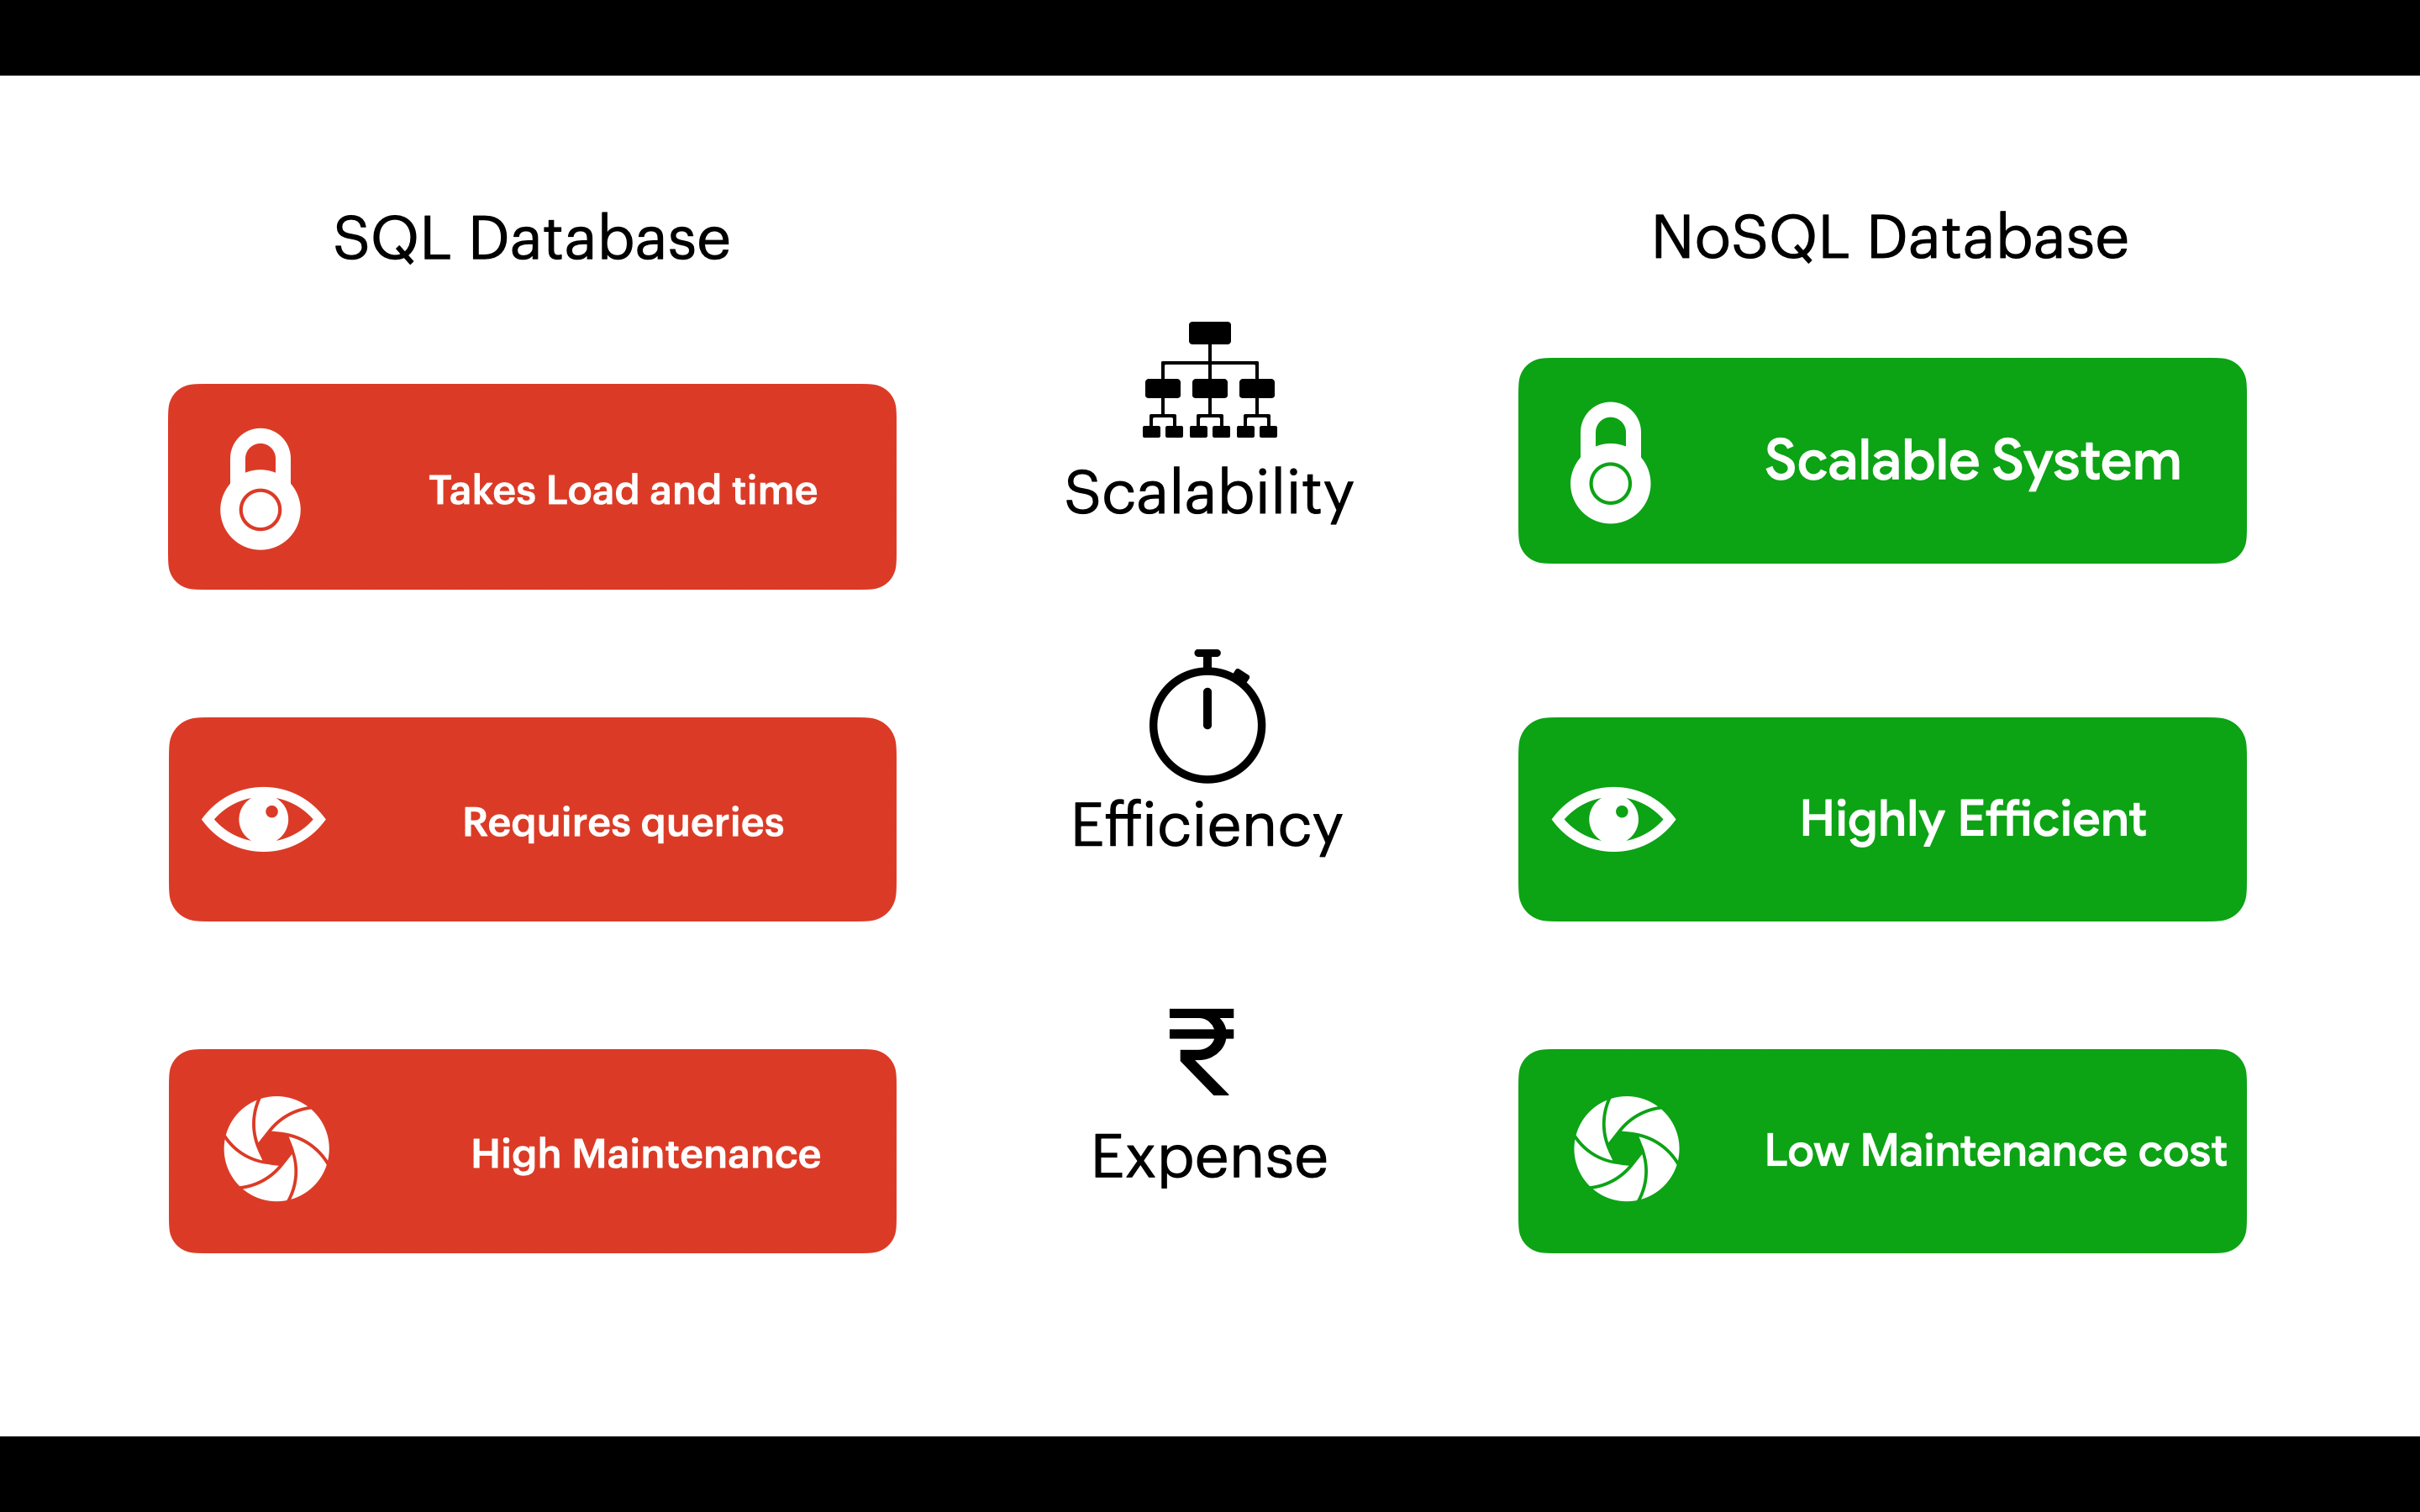 SQL Database
NoSQL Database
Takes Load and time
Scalability
Scalable System
Requires queries
Efficiency
Highly Efficient
₹
High Maintenance
Expense
Low Maintenance cost